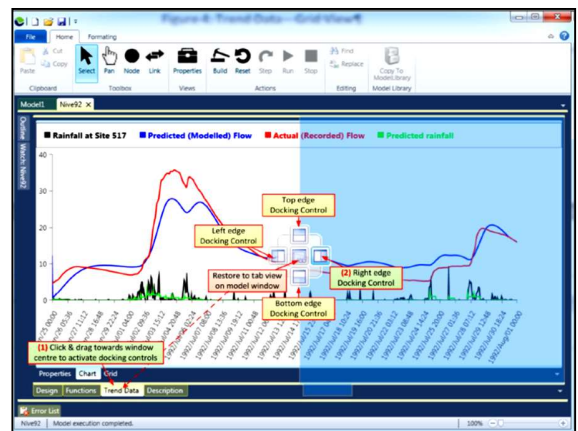 Figure 4: Trend Data - Grid View¶
File Home Formating
Paste
Cut
Copy
Clipboard
Select Pan Node Link
Toolbox
Properties
Views
Build Reset Step Run Stop
Actions
Find
Replace
Editing
Copy To
ModelLibrary
Model Library
Model1 Nive92
Outline Watch: Nive92
Rainfall at Site 517 Predicted (Modelled) Flow Actual (Recorded) Flow Predicted rainfall
40
30
20
10
0
Top edge
Docking Control
Left edge
Docking Control
(2) Right edge
Docking Control
Restore to tab view
on model window
Bottom edge
Docking Control
(1) Click & drag towards window
centre to activate docking controls
Properties Chart Grid
Design Functions Trend Data Description
Error List
Nive92 Model execution completed. 100%